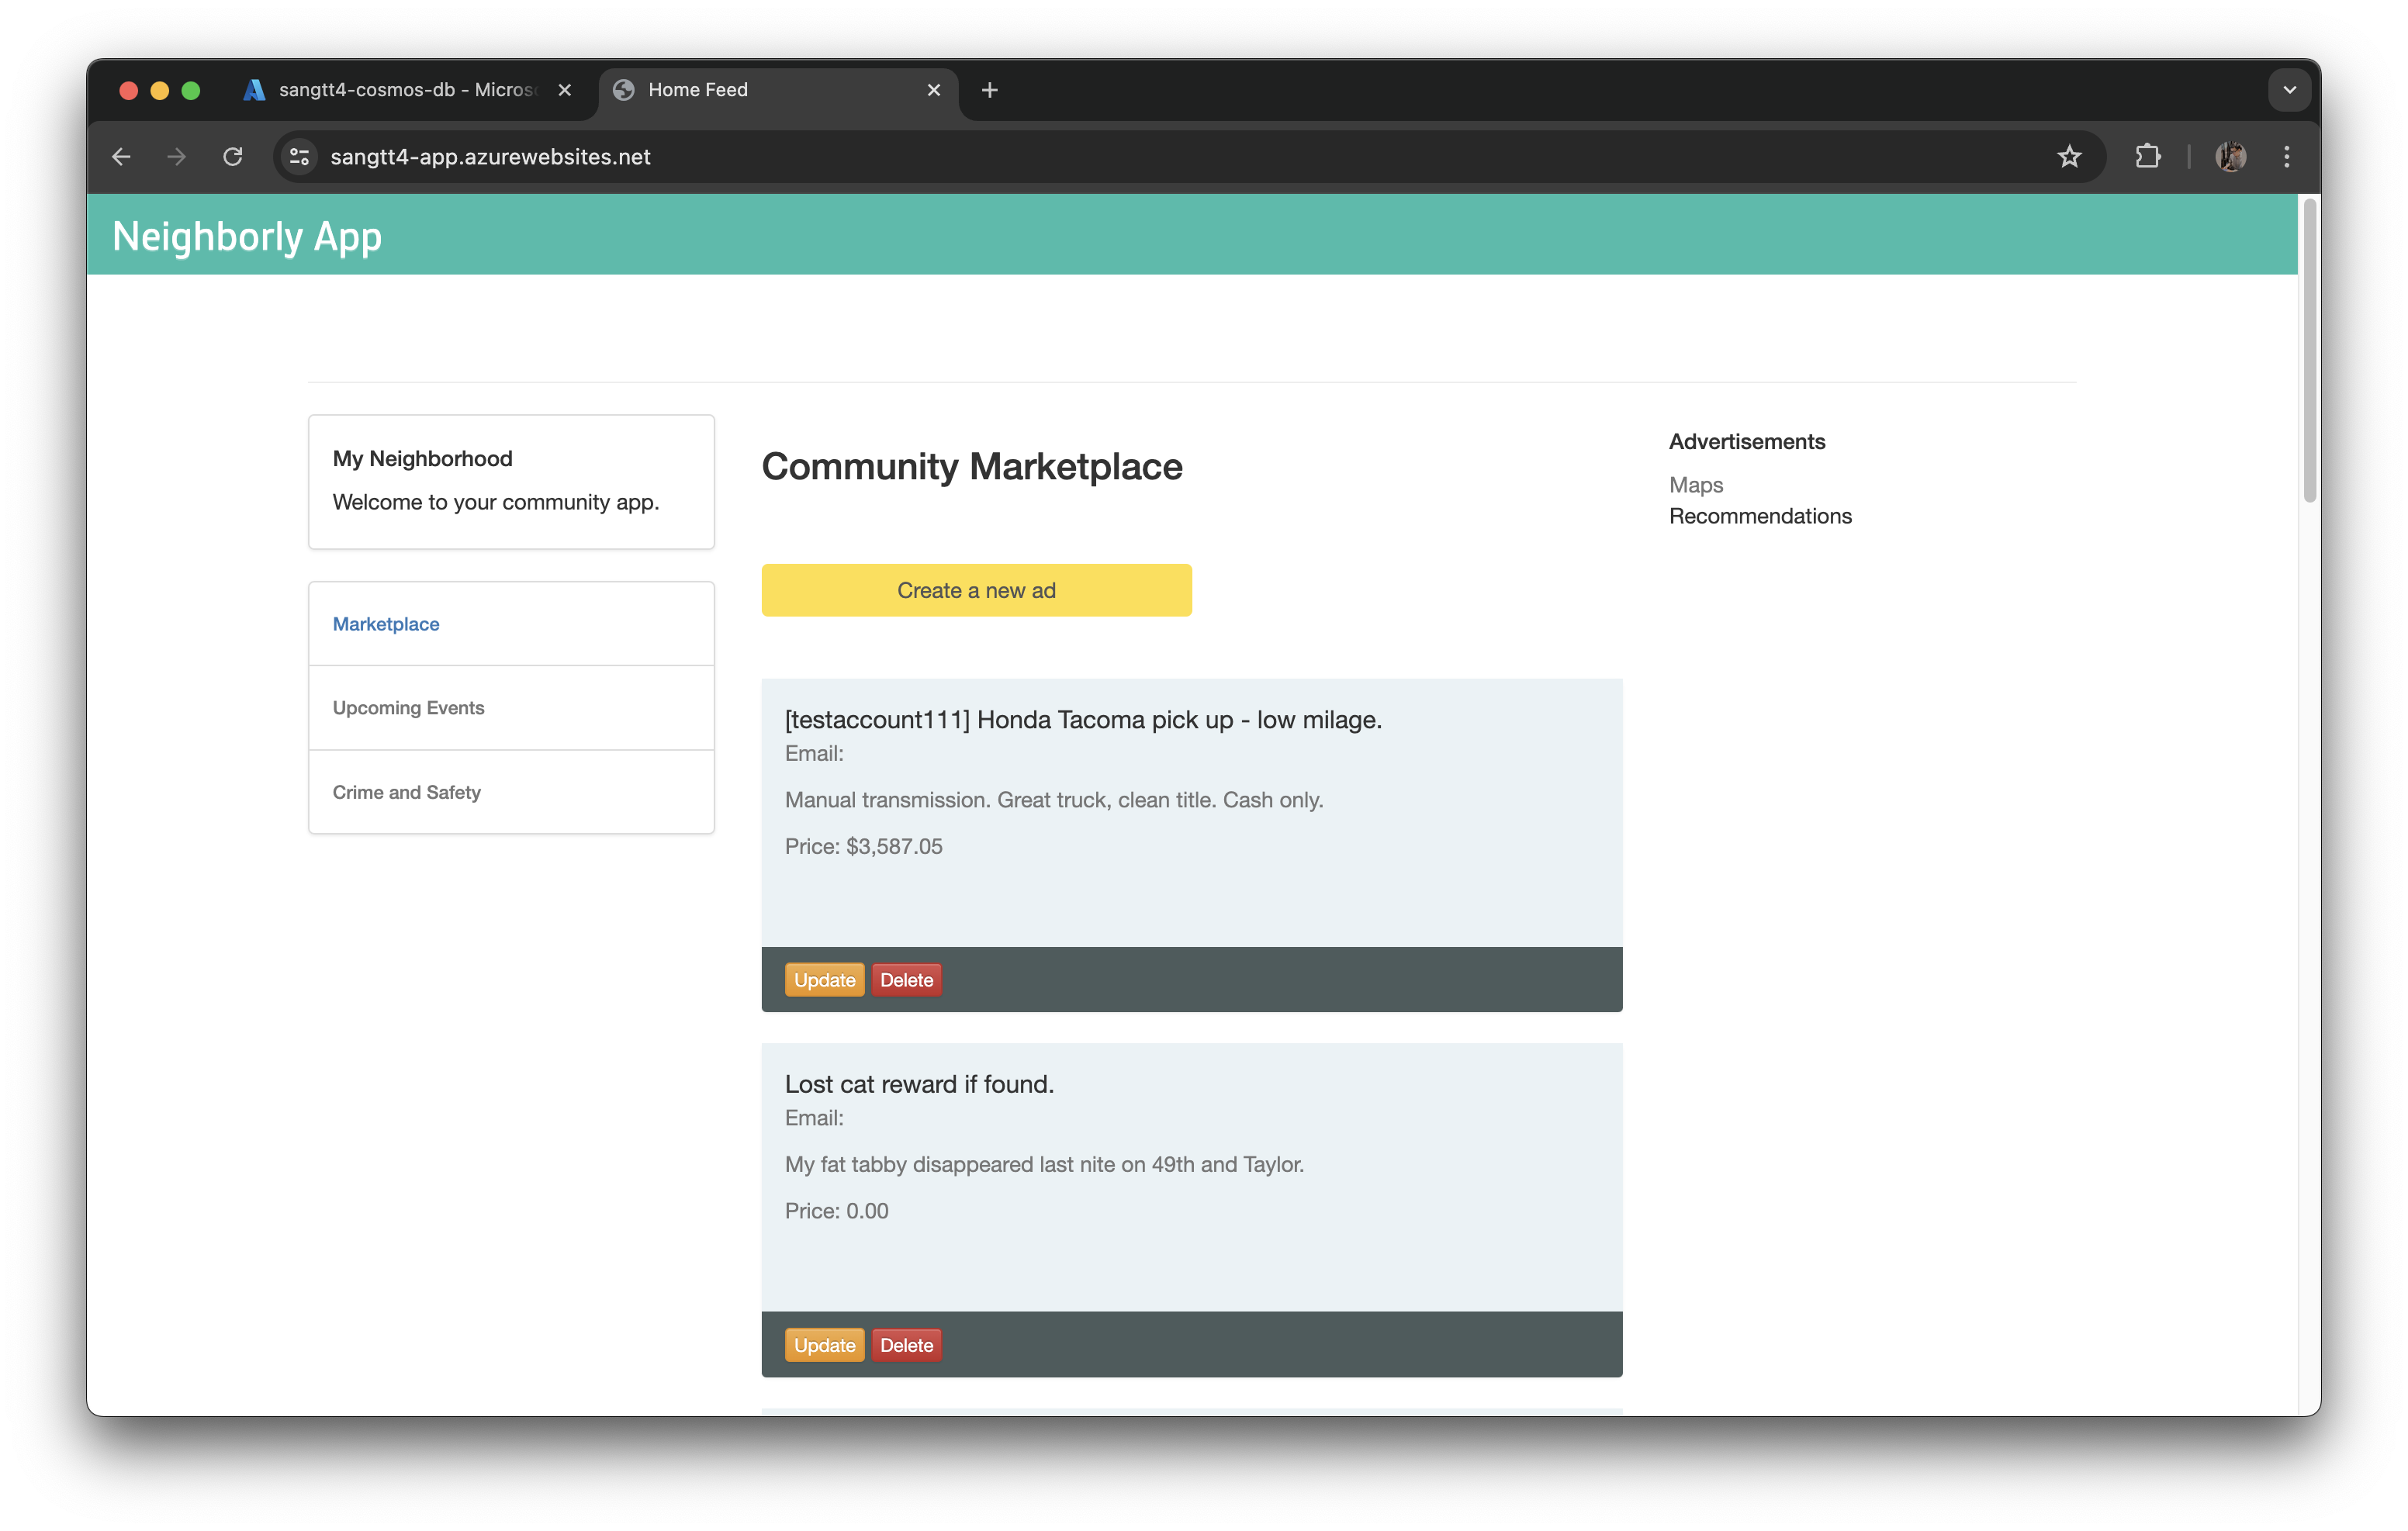 sangtt4-cosmos-db - Micros
Home Feed
sangtt4-app.azurewebsites.net
Neighborly App
My Neighborhood
Welcome to your community app.
Marketplace
Upcoming Events
Crime and Safety
Community Marketplace
Create a new ad
[testaccount111] Honda Tacoma pick up - low milage.
Email:
Manual transmission. Great truck, clean title. Cash only.
Price: $3,587.05
Update Delete
Lost cat reward if found.
Email:
My fat tabby disappeared last nite on 49th and Taylor.
Price: 0.00
Update Delete
Advertisements
Maps
Recommendations